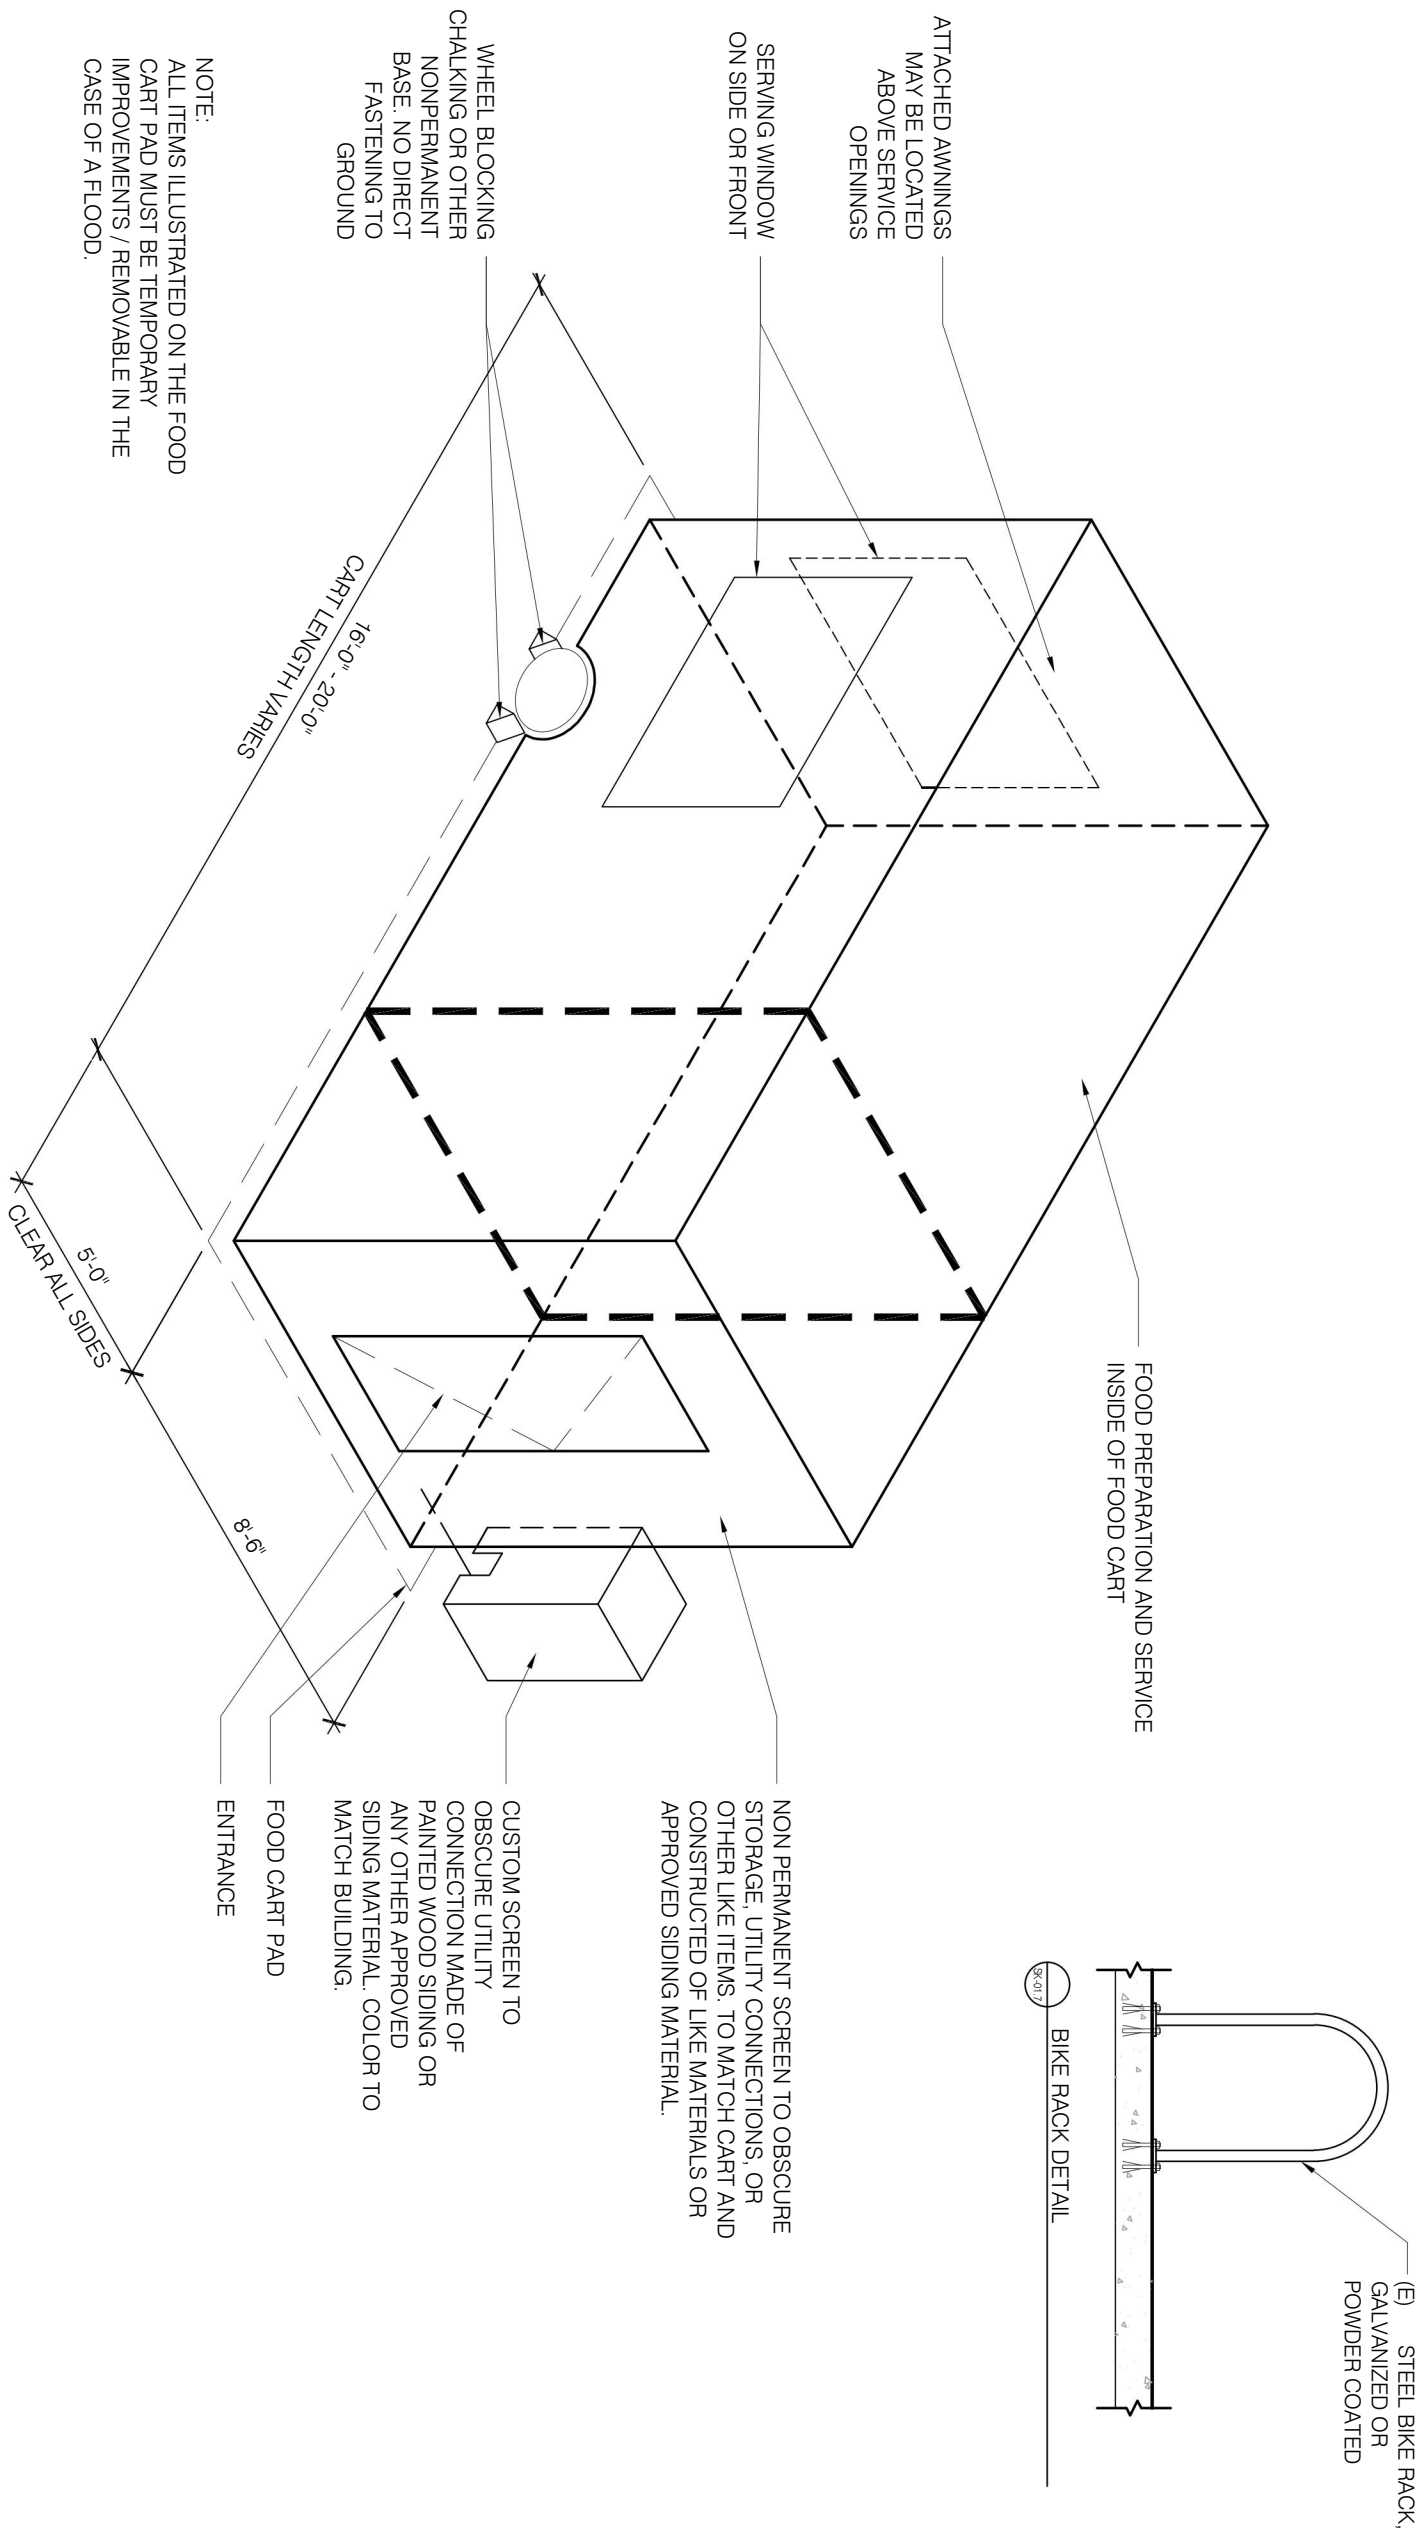 ATTACHED AWNINGS
MAY BE LOCATED
ABOVE SERVICE
OPENINGS
SERVING WINDOW
ON SIDE OR FRONT
WHEEL BLOCKING
CHALKING OR OTHER
NONPERMANENT
BASE. NO DIRECT
FASTENING TO
GROUND
NOTE:
ALL ITEMS ILLUSTRATED ON THE FOOD
CART PAD MUST BE TEMPORARY
IMPROVEMENTS / REMOVABLE IN THE
CASE OF A FLOOD.
16'-0" - 20'-0"
CART LENGTH VARIES
5'-0"
CLEAR ALL SIDES
8'-6"
FOOD PREPARATION AND SERVICE
INSIDE OF FOOD CART
NON PERMANENT SCREEN TO OBSCURE
STORAGE, UTILITY CONNECTIONS, OR
OTHER LIKE ITEMS. TO MATCH CART AND
CONSTRUCTED OF LIKE MATERIALS OR
APPROVED SIDING MATERIAL.
CUSTOM SCREEN TO
OBSCURE UTILITY
CONNECTION MADE OF
PAINTED WOOD SIDING OR
ANY OTHER APPROVED
SIDING MATERIAL. COLOR TO
MATCH BUILDING.
FOOD CART PAD
ENTRANCE
(E) STEEL BIKE RACK,
GALVANIZED OR
POWDER COATED
BIKE RACK DETAIL
SK-01.7